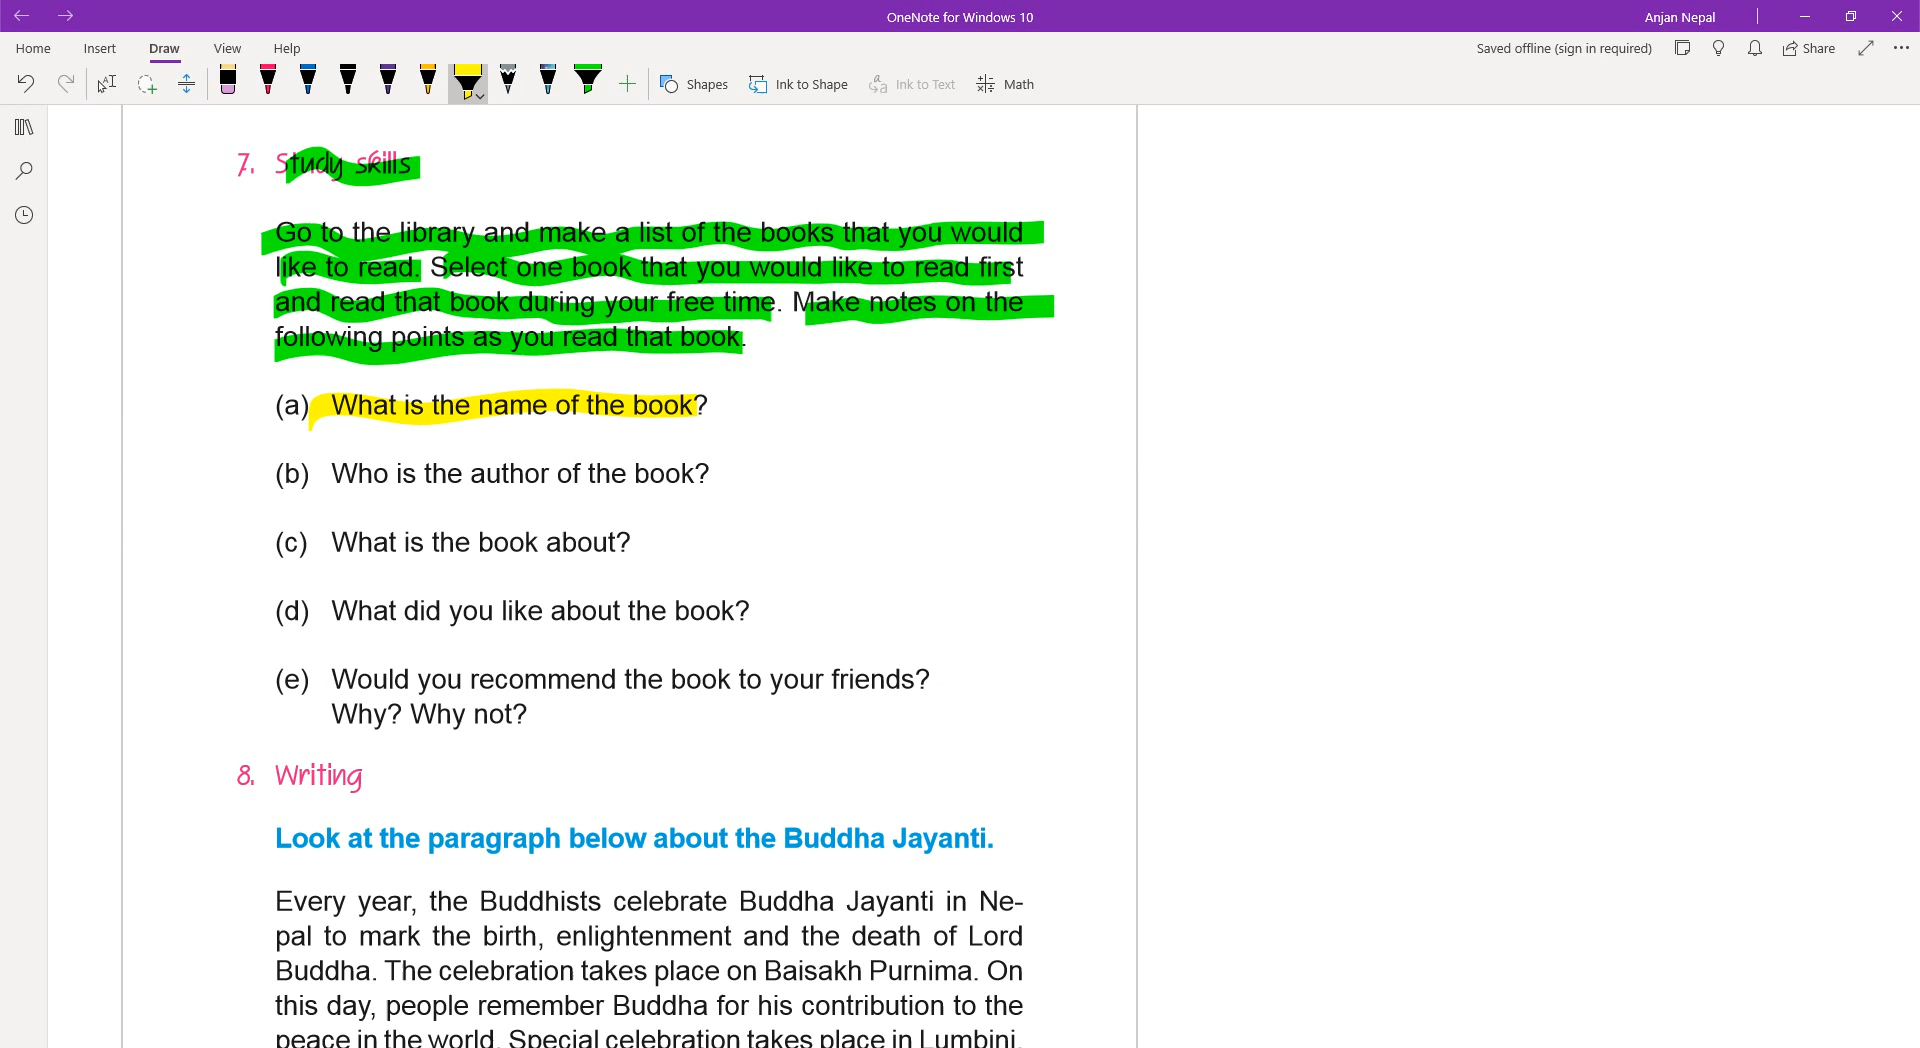 OneNote for Windows 10
Anjan Nepal
Home Insert Draw View Help
Saved offline (sign in required) Share
Shapes Ink to Shape Ink to Text Math
7. Study skills
Go to the library and make a list of the books that you would
like to read. Select one book that you would like to read first
and read that book during your free time. Make notes on the
following points as you read that book.
(a) What is the name of the book?
(b) Who is the author of the book?
(c) What is the book about?
(d) What did you like about the book?
(e) Would you recommend the book to your friends?
Why? Why not?
8. Writing
Look at the paragraph below about the Buddha Jayanti.
Every year, the Buddhists celebrate Buddha Jayanti in Ne-
pal to mark the birth, enlightenment and the death of Lord
Buddha. The celebration takes place on Baisakh Purnima. On
this day, people remember Buddha for his contribution to the
peace in the world. Special celebration takes place in Lumbini.